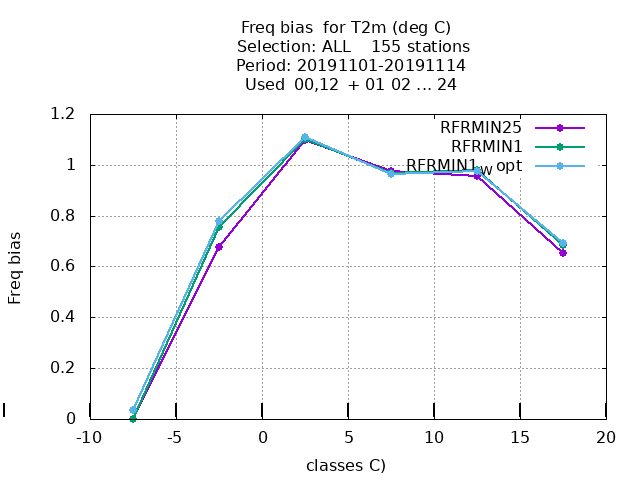 Freq bias for T2m (deg C)
Selection: ALL 155 stations
Period: 20191101-20191114
Used 00,12 + 01 02 ... 24
1.2
1
0.8
0.6
0.4
0.2
0
Freq bias
RFRMIN25
RFRMIN1
RFRMIN1wopt
-10
-5
0
5
10
15
20
classes C)